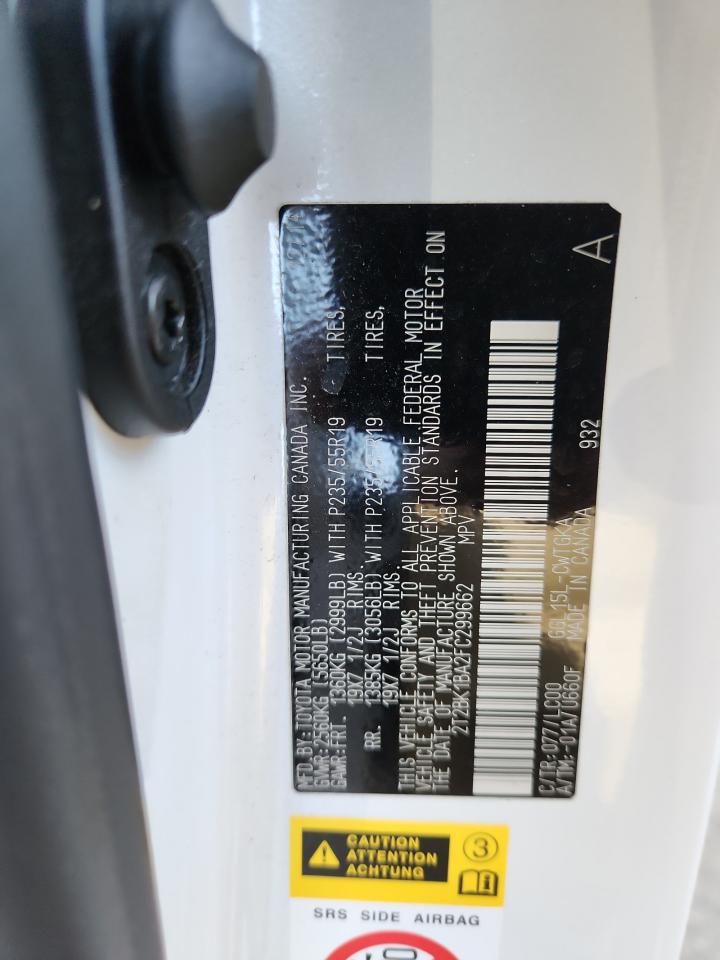 MFD.BY:TOYOTA MOTOR MANUFACTURING CANADA INC.
GVWR:2560KG (5650LB)
GAWR:FRT. 1360KG (2999LB) WITH P235/55R19 TIRES,
19X7 1/2J RIMS.
RR. 1385KG (3056LB) WITH P235/55R19 TIRES,
19X7 1/2J RIMS.
THIS VEHICLE CONFORMS TO ALL APPLICABLE FEDERAL MOTOR
VEHICLE SAFETY AND THEFT PREVENTION STANDARDS IN EFFECT ON
THE DATE OF MANUFACTURE SHOWN ABOVE.
2T2BK1BA2FC299662 MPV
C/TR:077/LC00 GGL15L-CWTGKA
A/TM:-01A/U660F MADE IN CANADA 932 A
CAUTION
ATTENTION
ACHTUNG
3
SRS SIDE AIRBAG